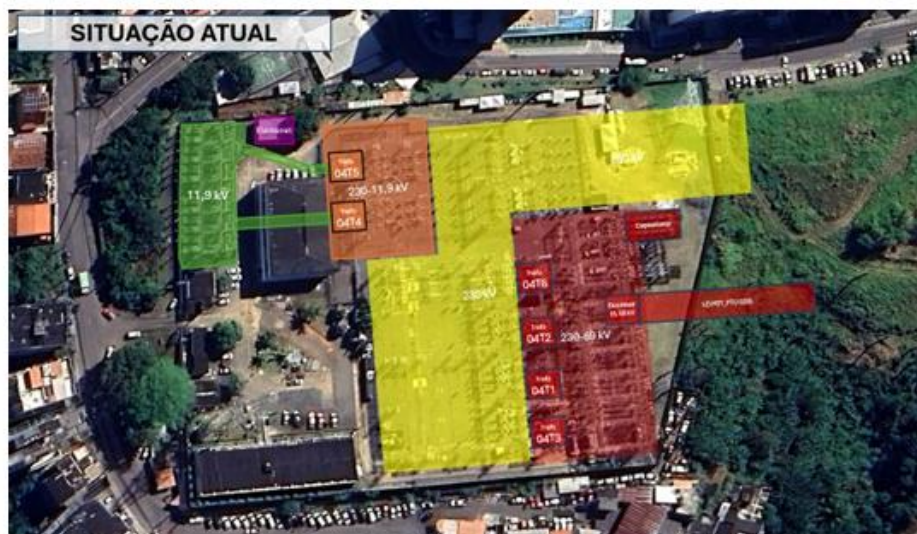 SITUAÇÃO ATUAL
11,9 kV
Trafo
04T5
230-11,9 kV
Trafo
04T4
230 kV
Capacitores
Trafo
04T6
Trafo
04T2
230-69 kV
Trafo
04T1
Trafo
04T3